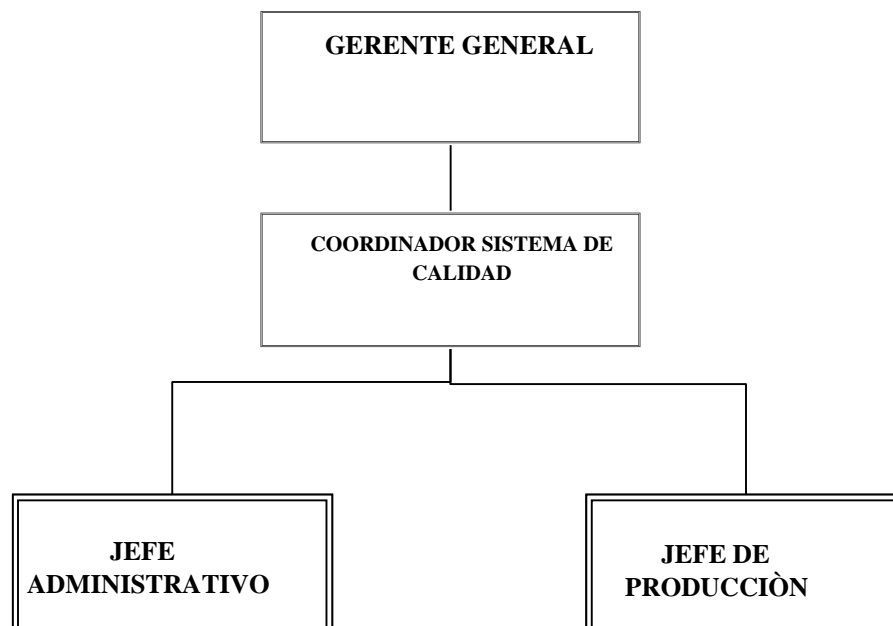 GERENTE GENERAL
COORDINADOR SISTEMA DE
CALIDAD
JEFE
ADMINISTRATIVO
JEFE DE
PRODUCCIÒN